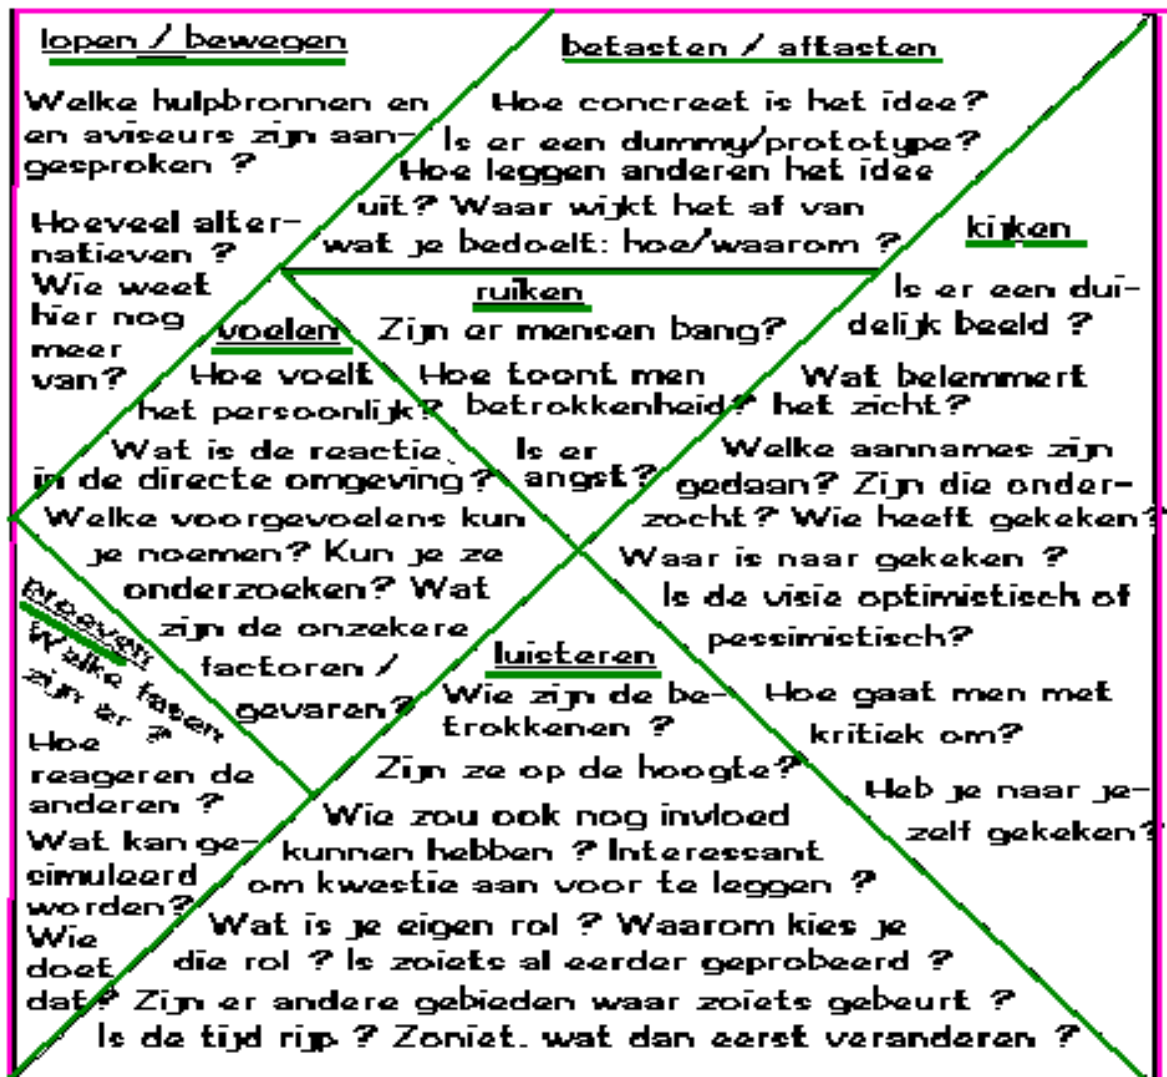 lopen / bewegen
Welke hulpbronnen en
en aviseurs zijn aan-
gesproken ?
Hoeveel alter-
natieven ?
Wie weet
hier nog
meer
van?
betasten / aftasten
Hoe concreet is het idee?
Is er een dummy/prototype?
Hoe leggen anderen het idee
uit? Waar wijkt het af van
wat je bedoelt: hoe/waarom ?
kijken
Is er een dui-
delijk beeld ?
Wat belemmert
het zicht?
Welke aannames zijn
gedaan? Zijn die onder-
zocht? Wie heeft gekeken?
Waar is naar gekeken ?
Is de visie optimistisch of
pessimistisch?
Hoe gaat men met
kritiek om?
Heb je naar je-
zelf gekeken?
ruiken
Zijn er mensen bang?
Hoe toont men
betrokkenheid?
Is er
angst?
voelen
Hoe voelt
het persoonlijk?
Wat is de reactie
in de directe omgeving?
Welke voorgevoelens kun
je noemen? Kun je ze
onderzoeken? Wat
zijn de onzekere
factoren /
gevaren?
proeven
Welke testen
zijn er ?
Hoe
reageren de
anderen ?
Wat kan ge-
simuleerd
worden?
Wie
doet
dat?
luisteren
Wie zijn de be-
trokkenen ?
Zijn ze op de hoogte?
Wie zou ook nog invloed
kunnen hebben ? Interessant
om kwestie aan voor te leggen ?
Wat is je eigen rol ? Waarom kies je
die rol ? Is zoiets al eerder geprobeerd ?
Zijn er andere gebieden waar zoiets gebeurt ?
Is de tijd rijp ? Zoniet. wat dan eerst veranderen ?